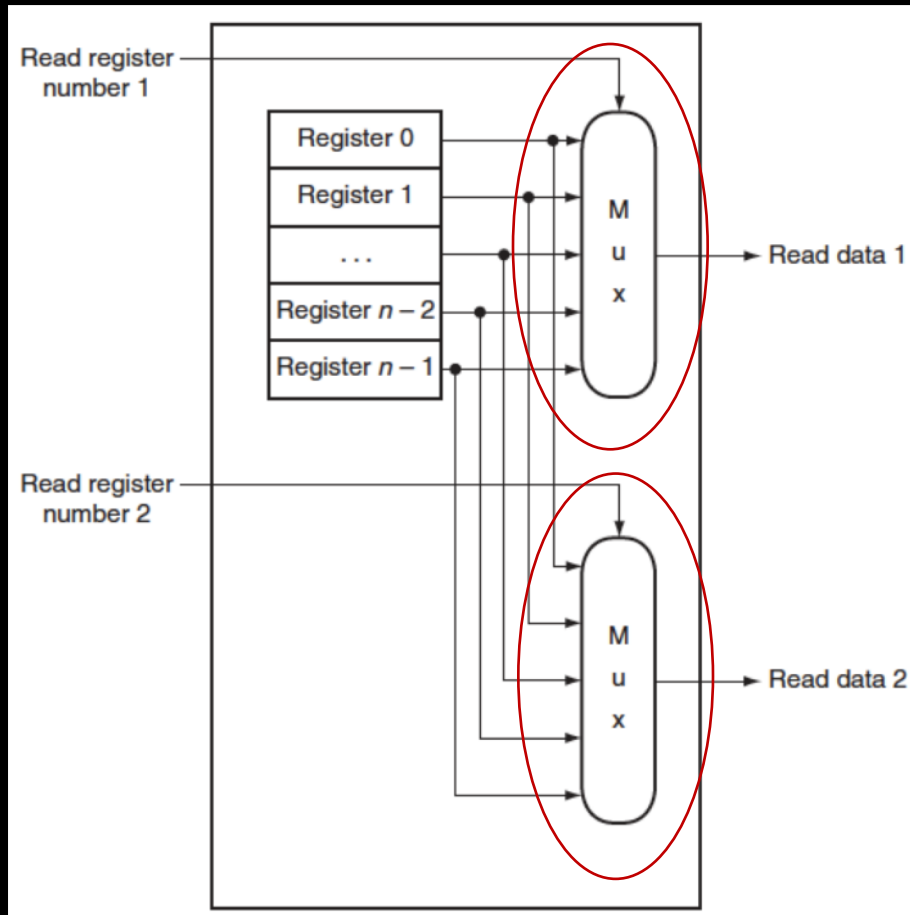 Read register
number 1
Register 0
Register 1
. . .
Register n – 2
Register n – 1
M
u
x
Read data 1
Read register
number 2
M
u
x
Read data 2